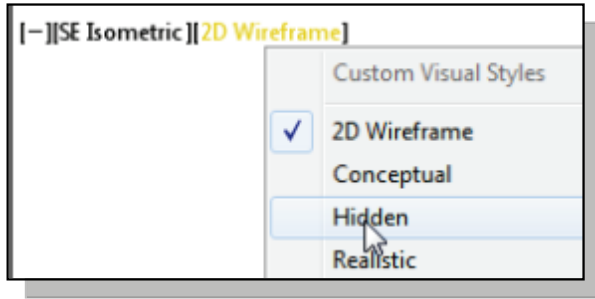 [−][SE Isometric][2D Wireframe]
Custom Visual Styles
2D Wireframe
Conceptual
Hidden
Realistic